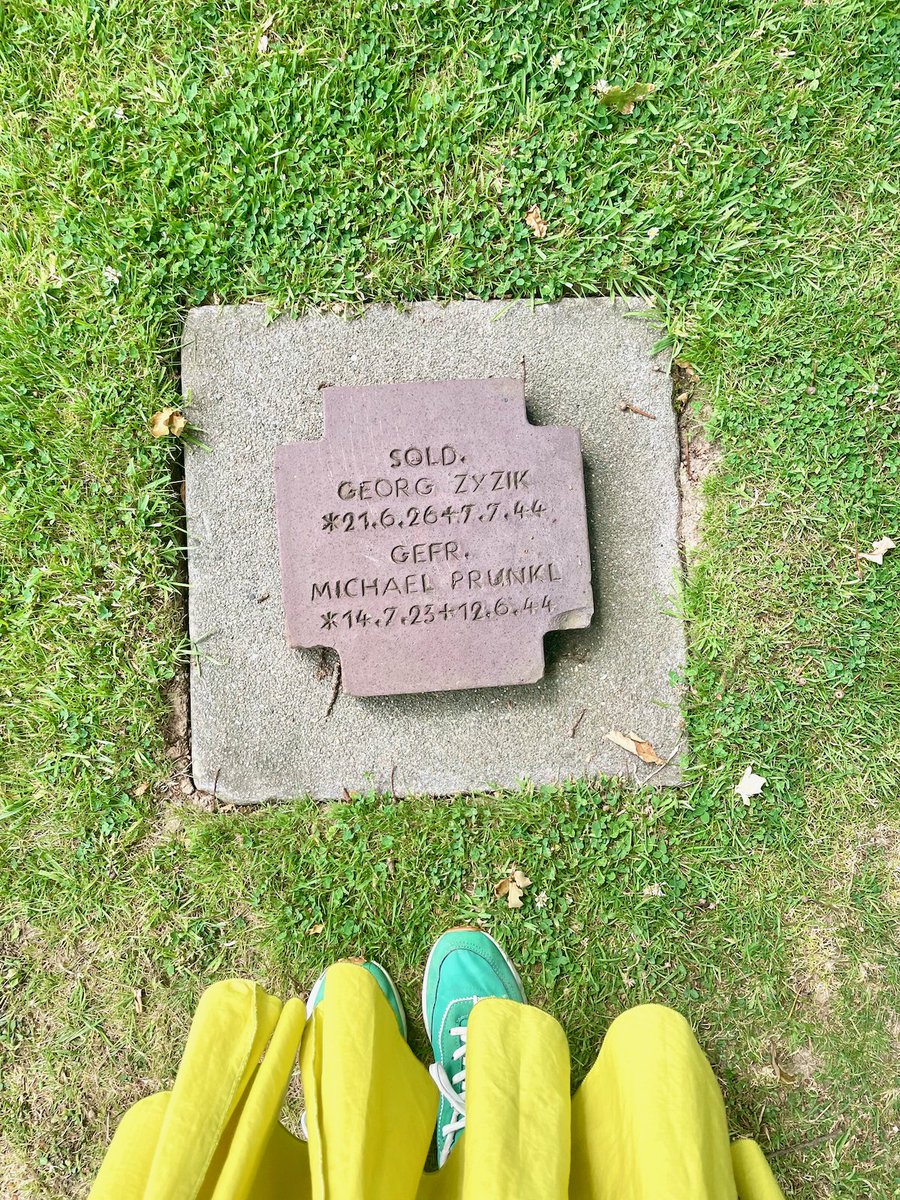 SOLD.
GEORG ZYZIK
*21.6.26+7.7.44
GEFR.
MICHAEL PRUNKL
*14.7.23+12.6.44